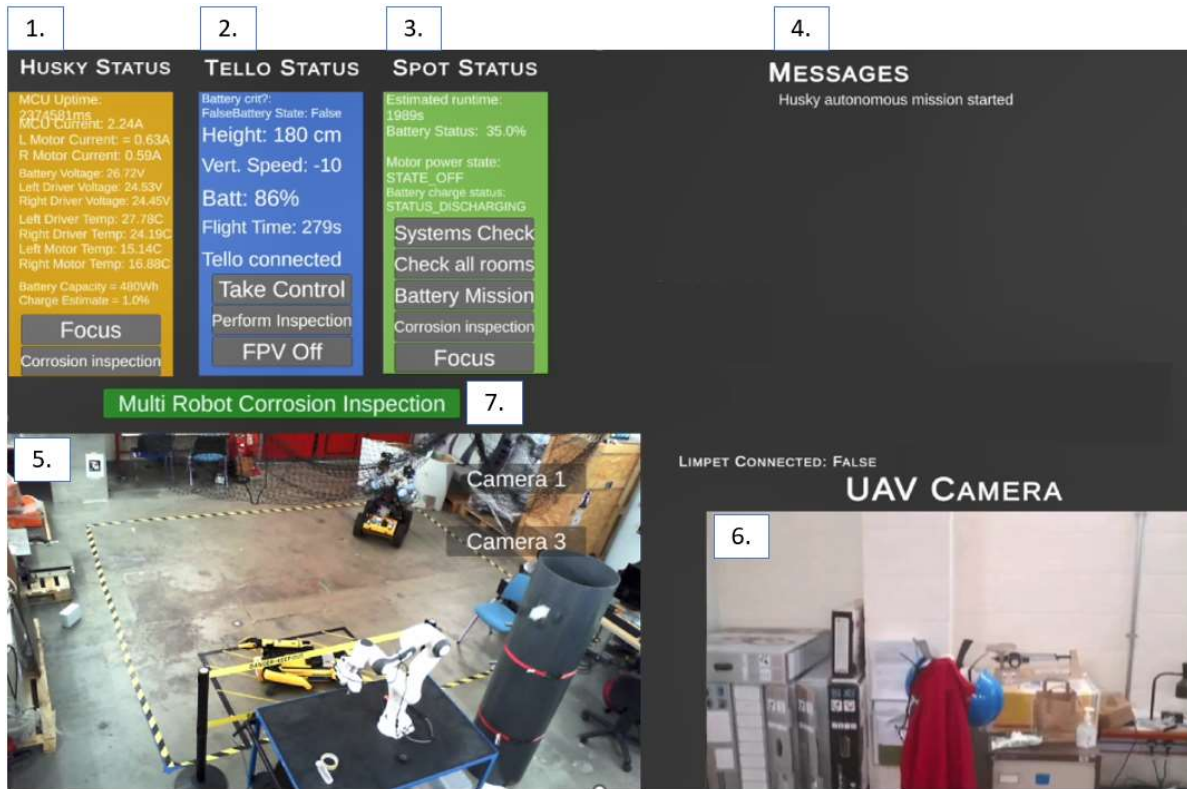 1.
2.
3.
4.
HUSKY STATUS
MCU Uptime:
2374581ms
MCU Current: 2.24A
L Motor Current: = 0.63A
R Motor Current: 0.59A
Battery Voltage: 26.72V
Left Driver Voltage: 24.53V
Right Driver Voltage: 24.45V
Left Driver Temp: 27.78C
Right Driver Temp: 24.19C
Left Motor Temp: 15.14C
Right Motor Temp: 16.88C
Battery Capacity = 480Wh
Charge Estimate = 1.0%
Focus
Corrosion inspection
TELLO STATUS
Battery crit?:
FalseBattery State: False
Height: 180 cm
Vert. Speed: -10
Batt: 86%
Flight Time: 279s
Tello connected
Take Control
Perform Inspection
FPV Off
SPOT STATUS
Estimated runtime:
1989s
Battery Status: 35.0%
Motor power state:
STATE_OFF
Battery charge status:
STATUS_DISCHARGING
Systems Check
Check all rooms
Battery Mission
Corrosion inspection
Focus
MESSAGES
Husky autonomous mission started
Multi Robot Corrosion Inspection
7.
5.
Camera 1
Camera 3
LIMPET CONNECTED: FALSE
UAV CAMERA
6.